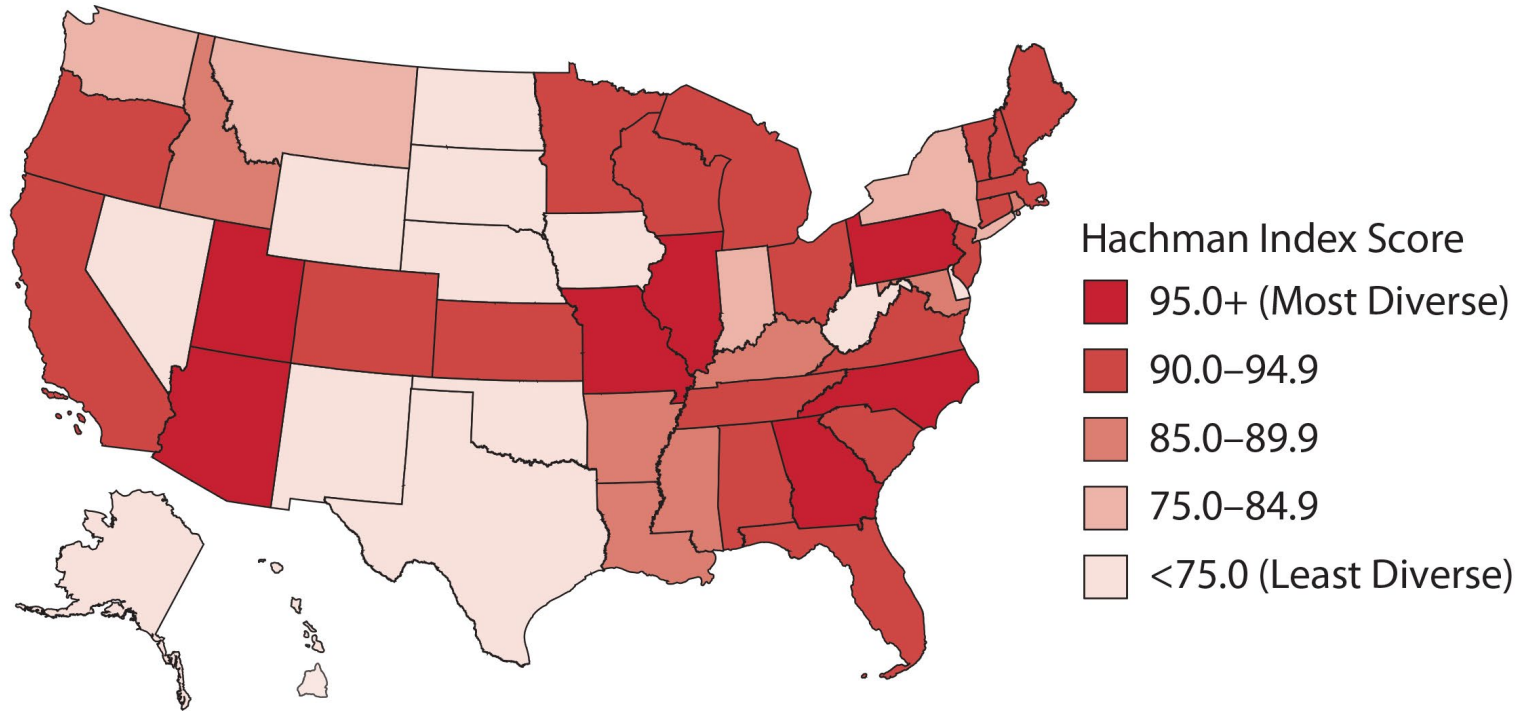 Hachman Index Score
95.0+ (Most Diverse)
90.0–94.9
85.0–89.9
75.0–84.9
<75.0 (Least Diverse)